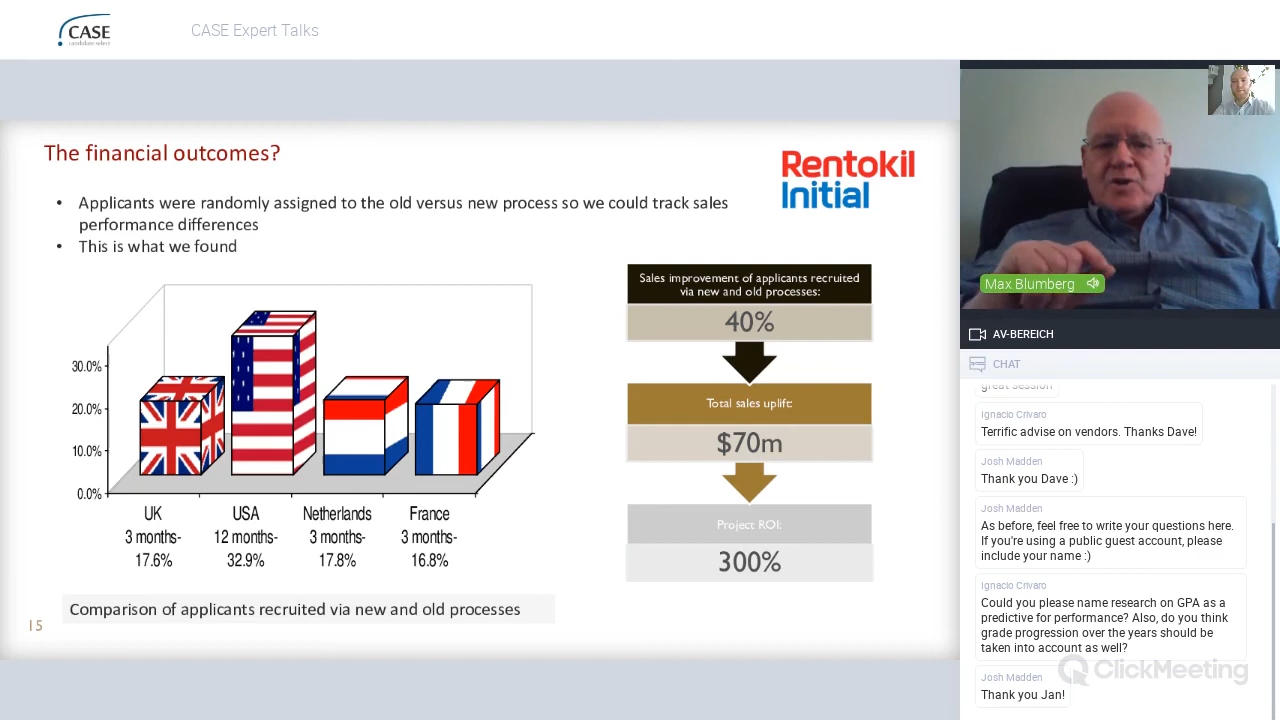 CASE
candidate select
CASE Expert Talks
The financial outcomes?
Rentokil
Initial
• Applicants were randomly assigned to the old versus new process so we could track sales
performance differences
• This is what we found
30.0%
20.0%
10.0%
0.0%
UK
3 months-
17.6%
USA
12 months-
32.9%
Netherlands
3 months-
17.8%
France
3 months-
16.8%
Comparison of applicants recruited via new and old processes
15
Sales improvement of applicants recruited
via new and old processes:
40%
Total sales uplift:
$70m
Project ROI:
300%
Max Blumberg
AV-BEREICH
CHAT
great session
Ignacio Crivaro
Terrific advise on vendors. Thanks Dave!
Josh Madden
Thank you Dave :)
Josh Madden
As before, feel free to write your questions here.
If you're using a public guest account, please
include your name :)
Ignacio Crivaro
Could you please name research on GPA as a
predictive for performance? Also, do you think
grade progression over the years should be
taken into account as well?
Josh Madden
Thank you Jan!
ClickMeeting